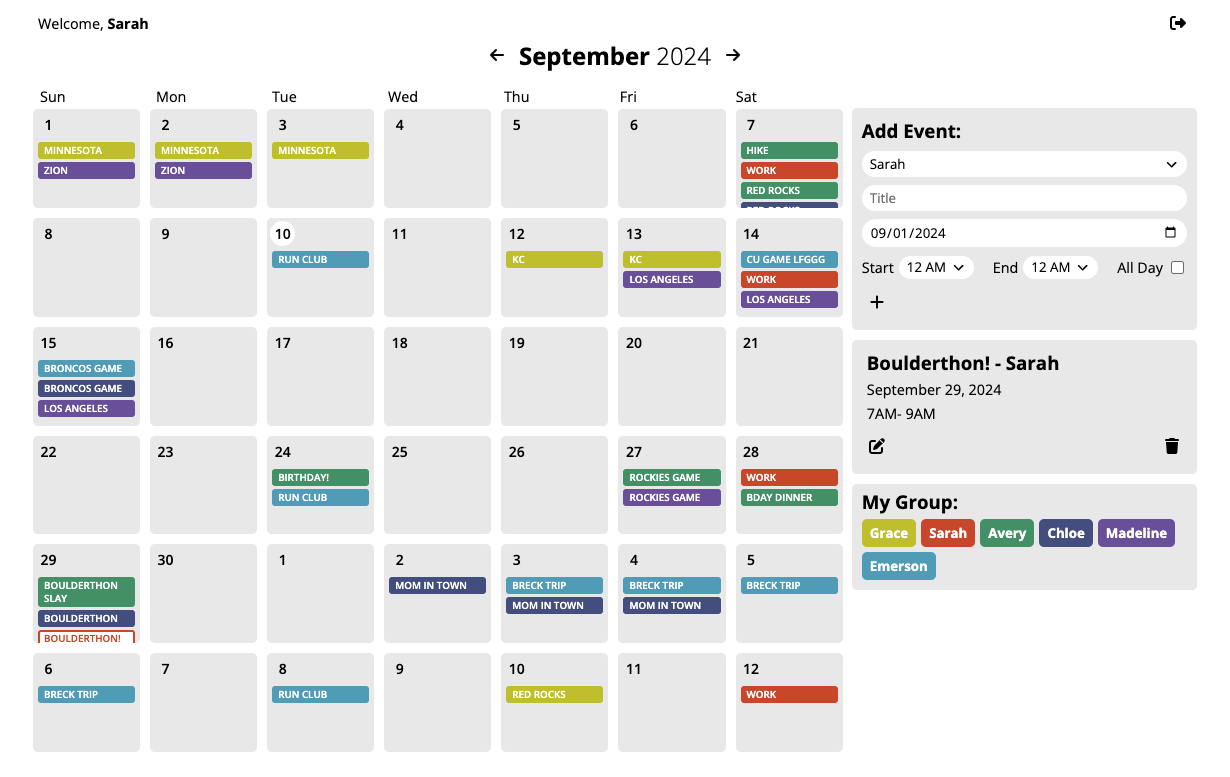 Welcome, Sarah
September 2024
Sun Mon Tue Wed Thu Fri Sat
1 2 3 4 5 6 7
MINNESOTA MINNESOTA MINNESOTA HIKE
ZION ZION WORK
RED ROCKS
RED ROCKS
8 9 10 11 12 13 14
RUN CLUB KC KC CU GAME LFGGG
LOS ANGELES WORK
LOS ANGELES
15 16 17 18 19 20 21
BRONCOS GAME
BRONCOS GAME
LOS ANGELES
22 23 24 25 26 27 28
BIRTHDAY! ROCKIES GAME WORK
RUN CLUB ROCKIES GAME BDAY DINNER
29 30 1 2 3 4 5
BOULDERTHON MOM IN TOWN BRECK TRIP BRECK TRIP BRECK TRIP
SLAY
MOM IN TOWN MOM IN TOWN
BOULDERTHON
BOULDERTHON!
6 7 8 9 10 11 12
BRECK TRIP RUN CLUB RED ROCKS WORK
Add Event:
Sarah
Title
09/01/2024
Start 12 AM End 12 AM All Day
Boulderthon! - Sarah
September 29, 2024
7AM- 9AM
My Group:
Grace Sarah Avery Chloe Madeline
Emerson